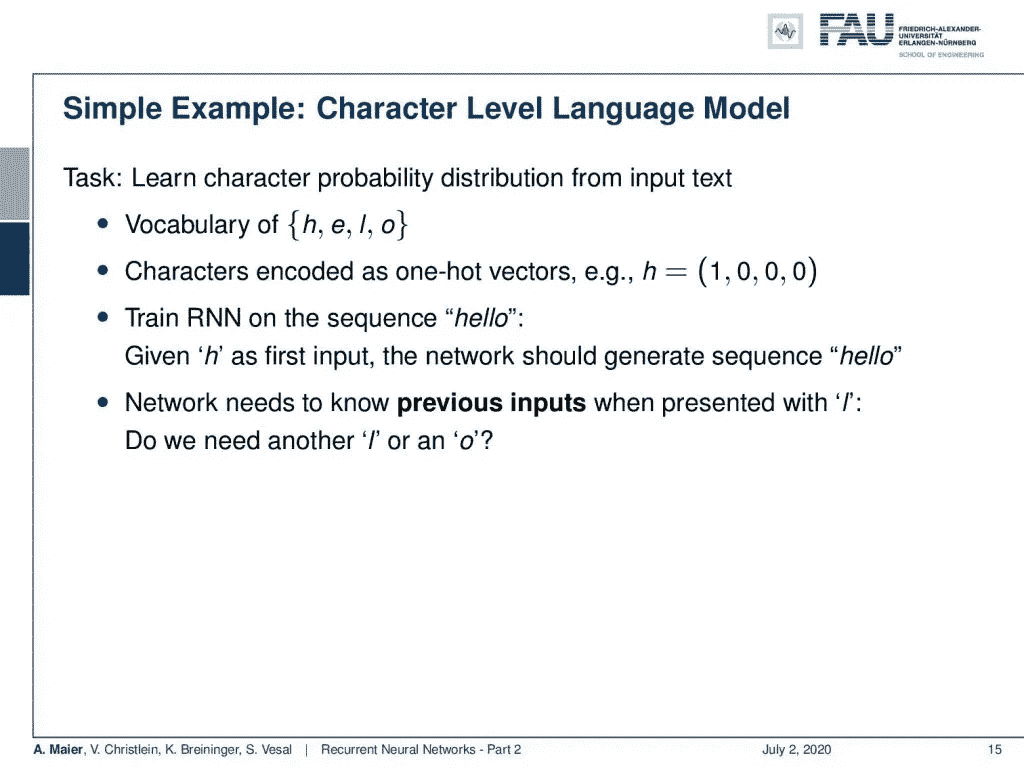 FAU
FRIEDRICH-ALEXANDER-
UNIVERSITÄT
ERLANGEN-NÜRNBERG
SCHOOL OF ENGINEERING
Simple Example: Character Level Language Model
Task: Learn character probability distribution from input text
• Vocabulary of {h, e, l, o}
• Characters encoded as one-hot vectors, e.g., h = (1, 0, 0, 0)
• Train RNN on the sequence “hello”:
Given ‘h’ as first input, the network should generate sequence “hello”
• Network needs to know previous inputs when presented with ‘l’:
Do we need another ‘l’ or an ‘o’?
A. Maier, V. Christlein, K. Breininger, S. Vesal | Recurrent Neural Networks - Part 2 July 2, 2020 15